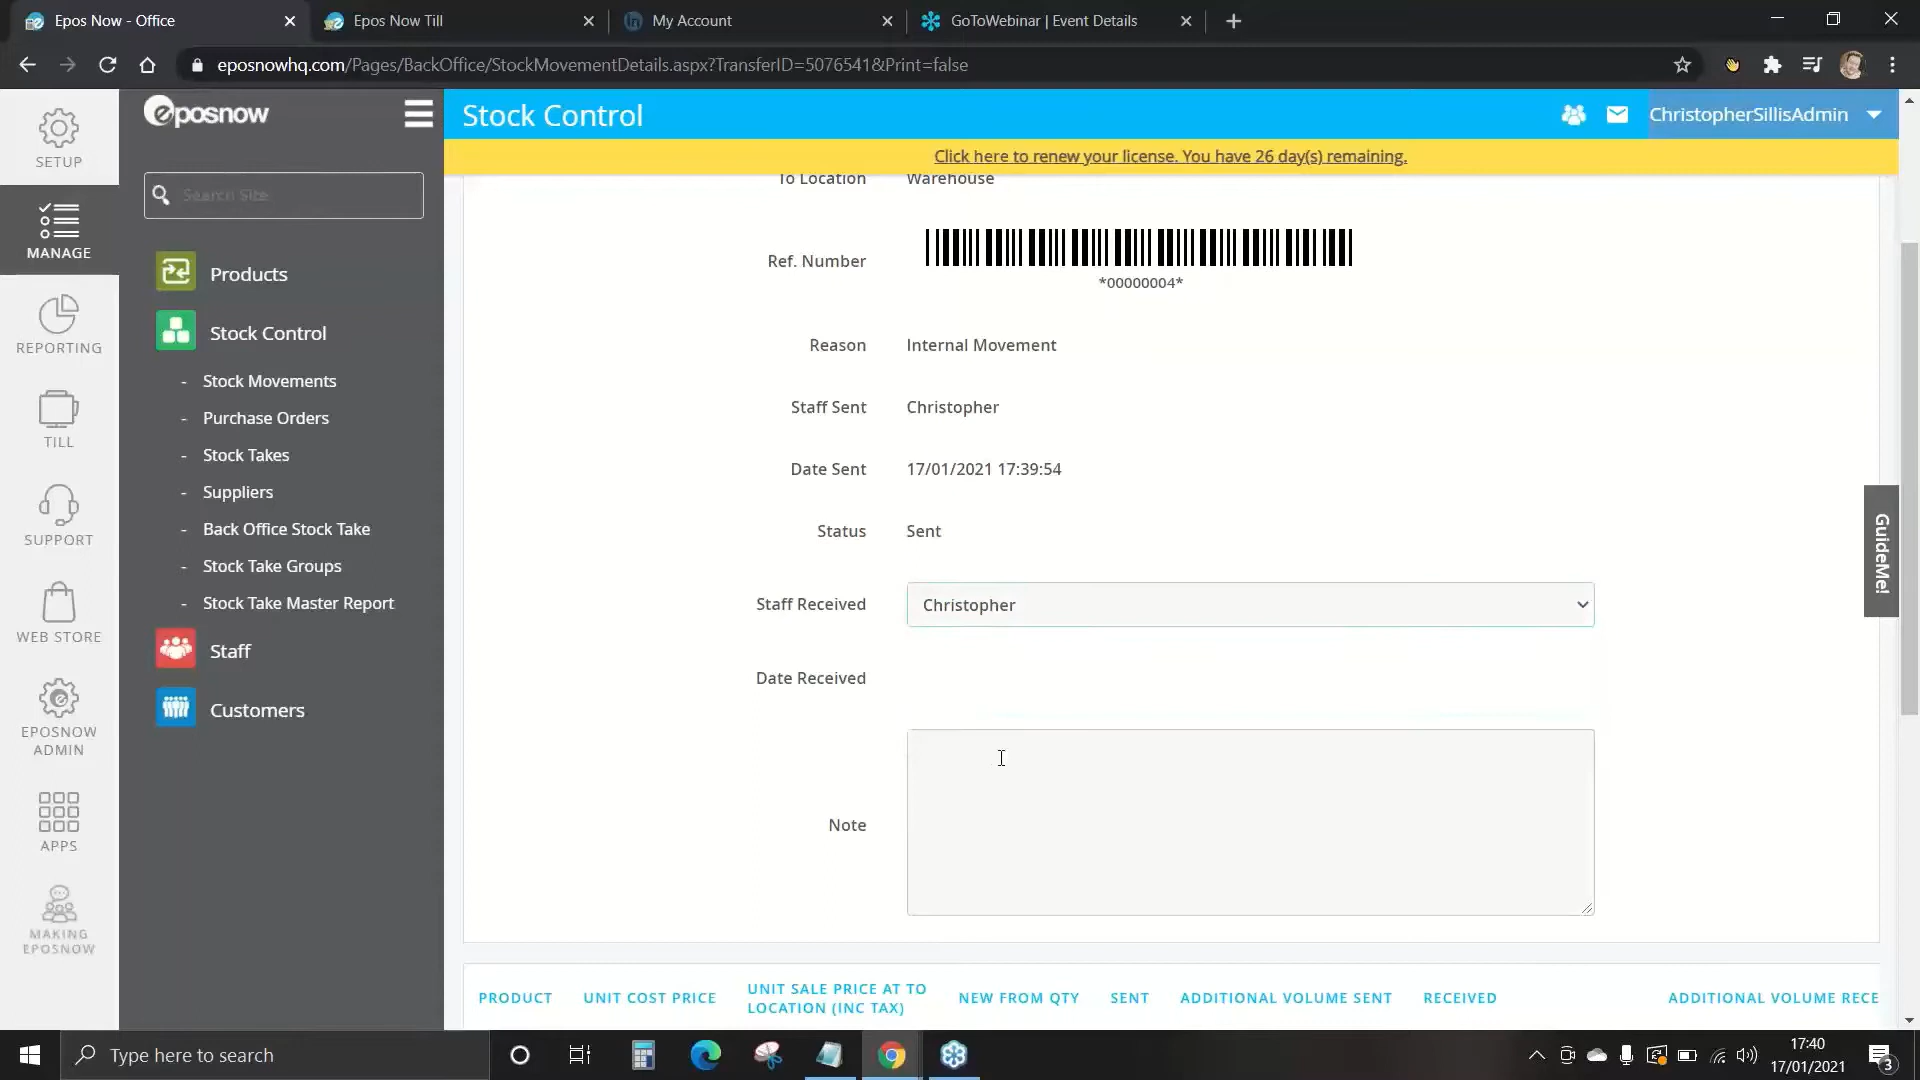 Epos Now - Office
Epos Now Till
My Account
GoToWebinar | Event Details
eposnowhq.com/Pages/BackOffice/StockMovementDetails.aspx?TransferID=5076541&Print=false
SETUP
MANAGE
REPORTING
TILL
SUPPORT
WEB STORE
EPOSNOW
ADMIN
APPS
MAKING
EPOSNOW
eposnow
Search Site
Products
Stock Control
- Stock Movements
- Purchase Orders
- Stock Takes
- Suppliers
- Back Office Stock Take
- Stock Take Groups
- Stock Take Master Report
Staff
Customers
Stock Control
ChristopherSillisAdmin
Click here to renew your license. You have 26 day(s) remaining.
To Location Warehouse
Ref. Number
*00000004*
Reason Internal Movement
Staff Sent Christopher
Date Sent 17/01/2021 17:39:54
Status Sent
Staff Received Christopher
Date Received
Note
GuideMe!
PRODUCT UNIT COST PRICE UNIT SALE PRICE AT TO LOCATION (INC TAX) NEW FROM QTY SENT ADDITIONAL VOLUME SENT RECEIVED ADDITIONAL VOLUME RECE
Type here to search
17:40
17/01/2021
3